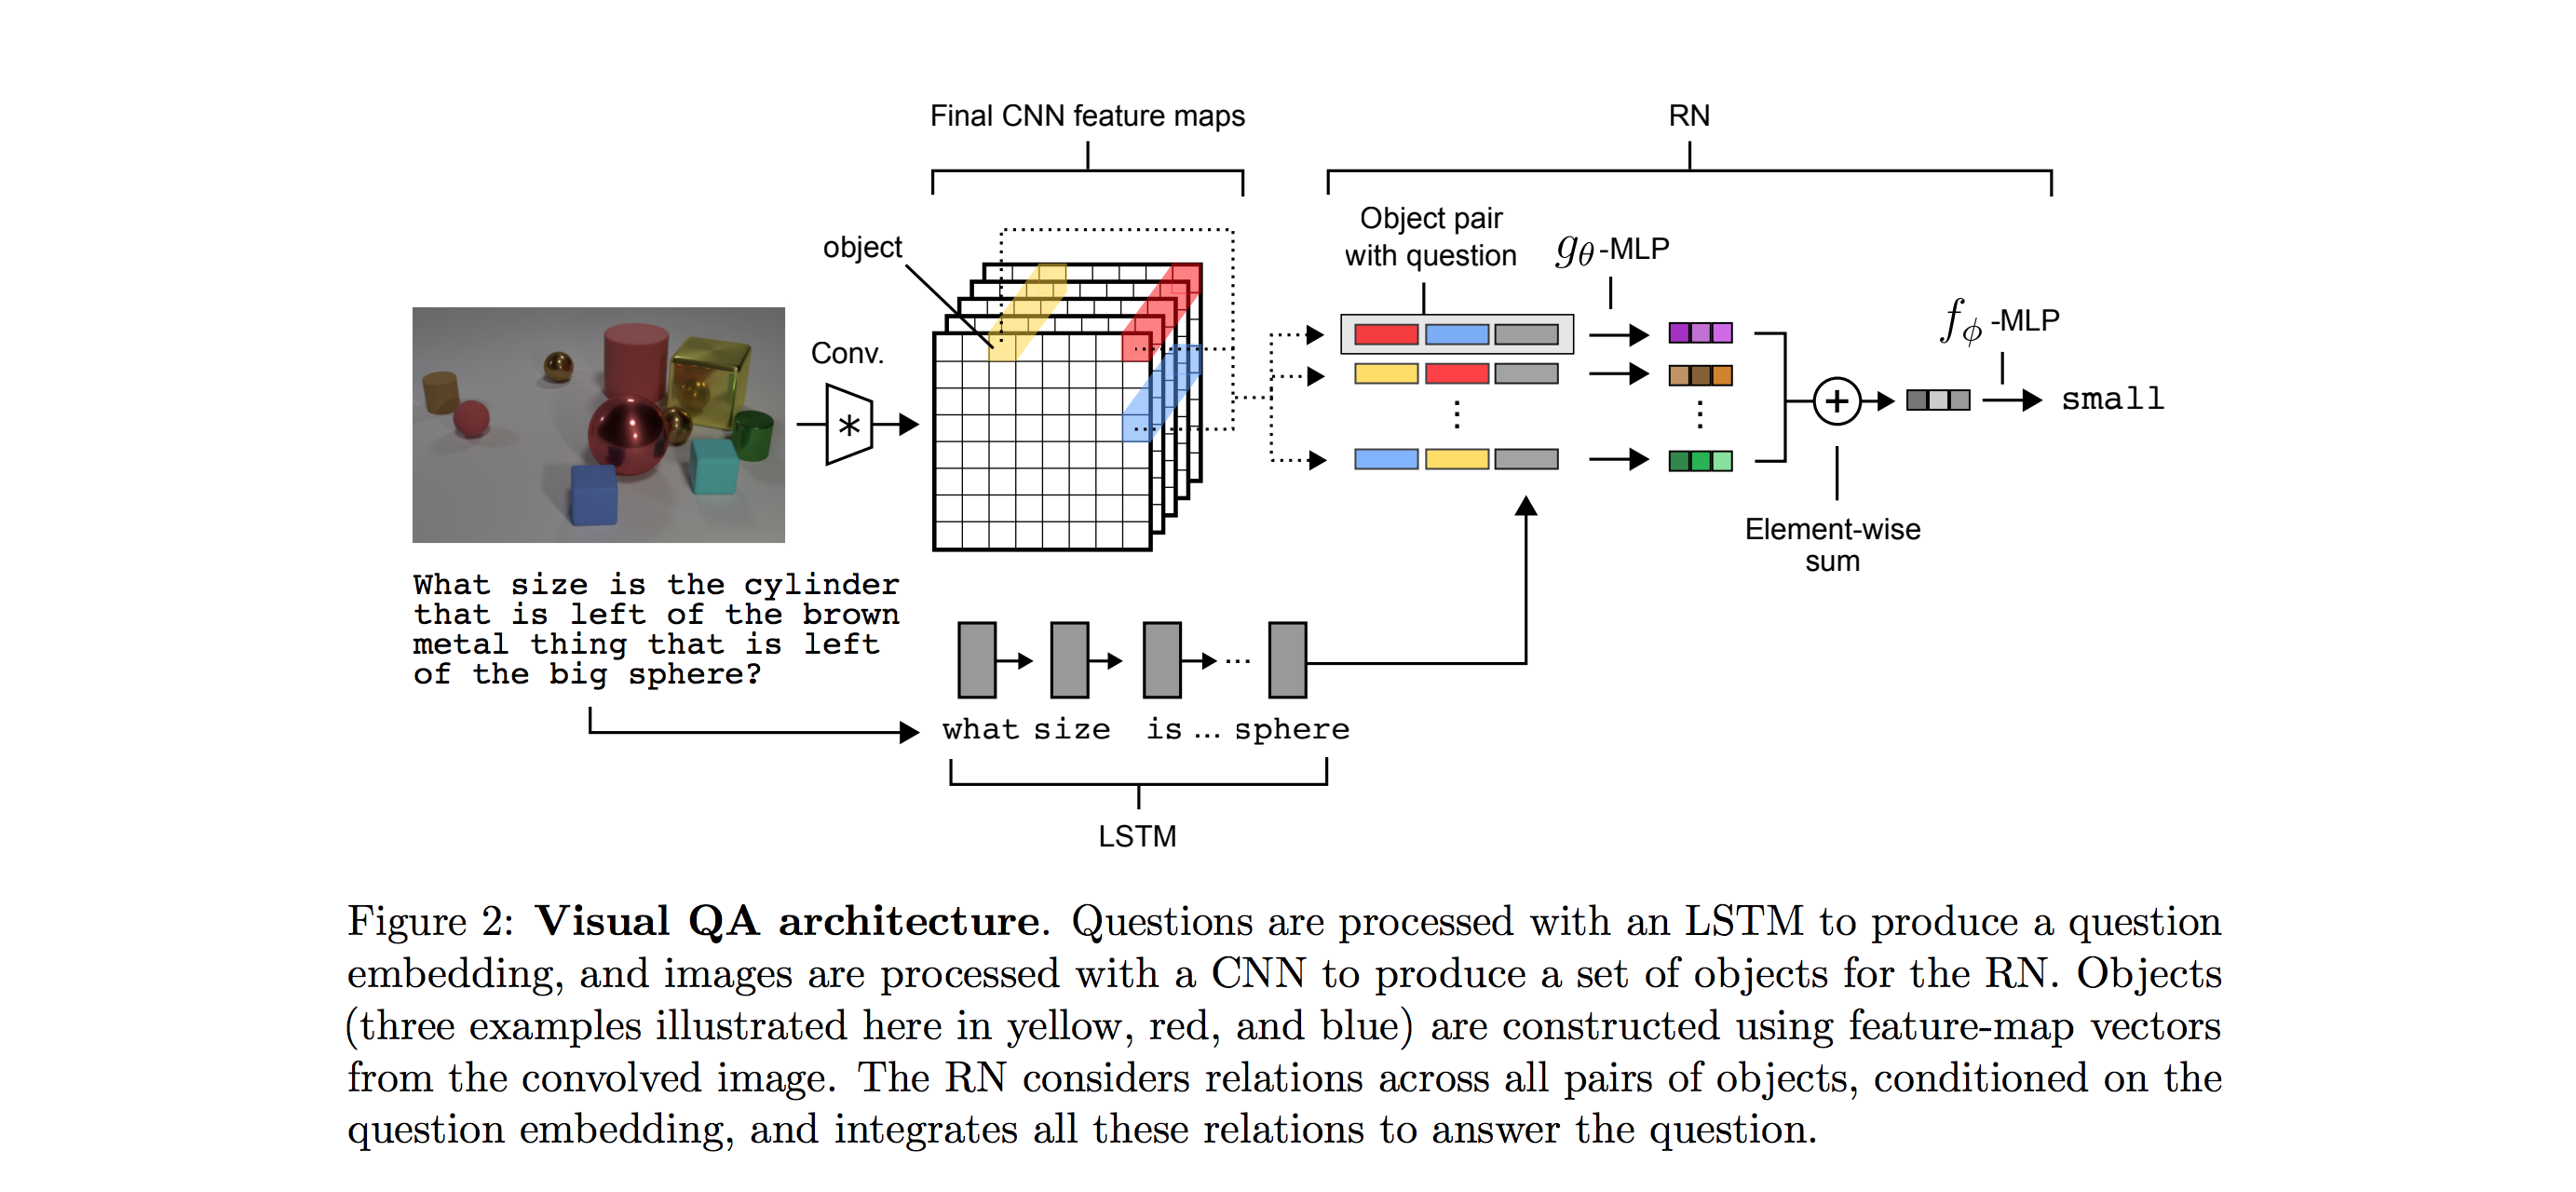 Final CNN feature maps
RN
Object pair
with question
gθ-MLP
object
fϕ-MLP
Conv.
*
+
small
Element-wise
sum
What size is the cylinder
that is left of the brown
metal thing that is left
of the big sphere?
...
what size is ... sphere
LSTM
Figure 2: Visual QA architecture. Questions are processed with an LSTM to produce a question
embedding, and images are processed with a CNN to produce a set of objects for the RN. Objects
(three examples illustrated here in yellow, red, and blue) are constructed using feature-map vectors
from the convolved image. The RN considers relations across all pairs of objects, conditioned on the
question embedding, and integrates all these relations to answer the question.